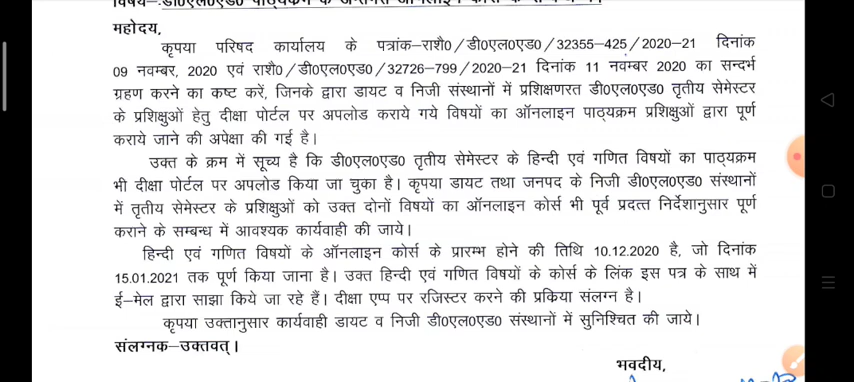 महोदय,
कृपया परिषद कार्यालय के पत्रांक–राशै0/डी0एल0एड0/32355–425/2020–21 दिनांक
09 नवम्बर, 2020 एवं राशै0/डी0एल0एड0/32726–799/2020–21 दिनांक 11 नवम्बर 2020 का सन्दर्भ
ग्रहण करने का कष्ट करें, जिनके द्वारा डायट व निजी संस्थानों में प्रशिक्षणरत डी0एल0एड0 तृतीय सेमेस्टर
के प्रशिक्षुओं हेतु दीक्षा पोर्टल पर अपलोड कराये गये विषयों का ऑनलाइन पाठ्यक्रम प्रशिक्षुओं द्वारा पूर्ण
कराये जाने की अपेक्षा की गई है।
उक्त के क्रम में सूच्य है कि डी0एल0एड0 तृतीय सेमेस्टर के हिन्दी एवं गणित विषयों का पाठ्यक्रम
भी दीक्षा पोर्टल पर अपलोड किया जा चुका है। कृपया डायट तथा जनपद के निजी डी0एल0एड0 संस्थानों
में तृतीय सेमेस्टर के प्रशिक्षुओं को उक्त दोनों विषयों का ऑनलाइन कोर्स भी पूर्व प्रदत्त निर्देशानुसार पूर्ण
कराने के सम्बन्ध में आवश्यक कार्यवाही की जाये।
हिन्दी एवं गणित विषयों के ऑनलाइन कोर्स के प्रारम्भ होने की तिथि 10.12.2020 है, जो दिनांक
15.01.2021 तक पूर्ण किया जाना है। उक्त हिन्दी एवं गणित विषयों के कोर्स के लिंक इस पत्र के साथ में
ई–मेल द्वारा साझा किये जा रहे हैं। दीक्षा एप्प पर रजिस्टर करने की प्रक्रिया संलग्न है।
कृपया उक्तानुसार कार्यवाही डायट व निजी डी0एल0एड0 संस्थानों में सुनिश्चित की जाये।
संलग्नक–उक्तवत्।
भवदीय,